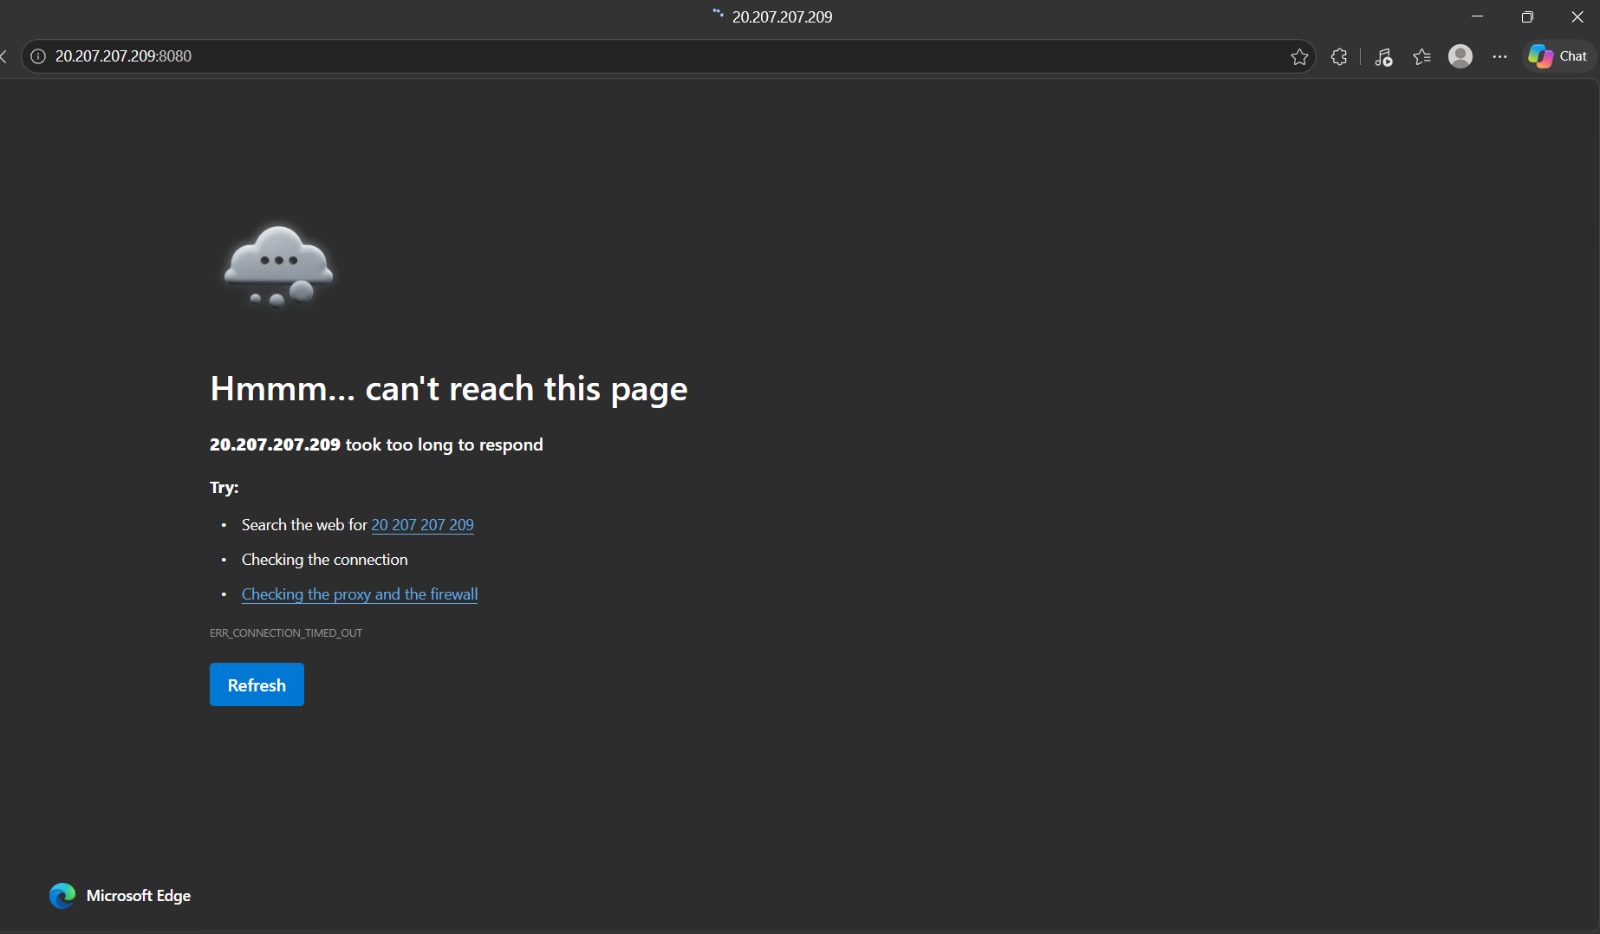 20.207.207.209
20.207.207.209:8080
Chat
Hmmm... can't reach this page
20.207.207.209 took too long to respond
Try:
• Search the web for 20 207 207 209
• Checking the connection
• Checking the proxy and the firewall
ERR_CONNECTION_TIMED_OUT
Refresh
Microsoft Edge